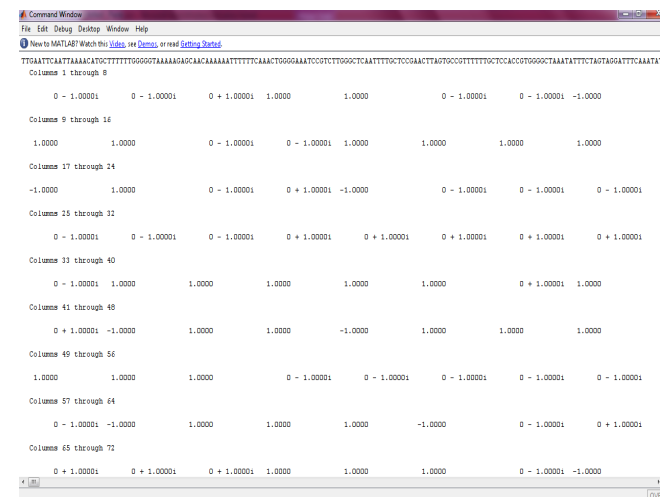 Command Window
File Edit Debug Desktop Window Help
New to MATLAB? Watch this Video, see Demos, or read Getting Started.
TTGAATTCAATTAAAACATGCTTTTTTGGGGGTAAAAAGAGCAACAAAAAATTTTTTCAAACTGGGGAAATCCGTCTTGGGCTCAATTTTGCTCCGAACTTAGTGCCGTTTTTTGCTCCACCGTGGGGCTAAATATTTCTAGTAGGATTTCAAATAT
Columns 1 through 8
0 - 1.0000i 0 - 1.0000i 0 + 1.0000i 1.0000 1.0000 0 - 1.0000i 0 - 1.0000i -1.0000
Columns 9 through 16
1.0000 1.0000 0 - 1.0000i 0 - 1.0000i 1.0000 1.0000 1.0000 1.0000
Columns 17 through 24
-1.0000 1.0000 0 - 1.0000i 0 + 1.0000i -1.0000 0 - 1.0000i 0 - 1.0000i 0 - 1.0000i
Columns 25 through 32
0 - 1.0000i 0 - 1.0000i 0 - 1.0000i 0 + 1.0000i 0 + 1.0000i 0 + 1.0000i 0 + 1.0000i 0 + 1.0000i
Columns 33 through 40
0 - 1.0000i 1.0000 1.0000 1.0000 1.0000 1.0000 0 + 1.0000i 1.0000
Columns 41 through 48
0 + 1.0000i -1.0000 1.0000 1.0000 -1.0000 1.0000 1.0000 1.0000
Columns 49 through 56
1.0000 1.0000 1.0000 0 - 1.0000i 0 - 1.0000i 0 - 1.0000i 0 - 1.0000i 0 - 1.0000i
Columns 57 through 64
0 - 1.0000i -1.0000 1.0000 1.0000 1.0000 -1.0000 0 - 1.0000i 0 + 1.0000i
Columns 65 through 72
0 + 1.0000i 0 + 1.0000i 0 + 1.0000i 1.0000 1.0000 1.0000 0 - 1.0000i -1.0000